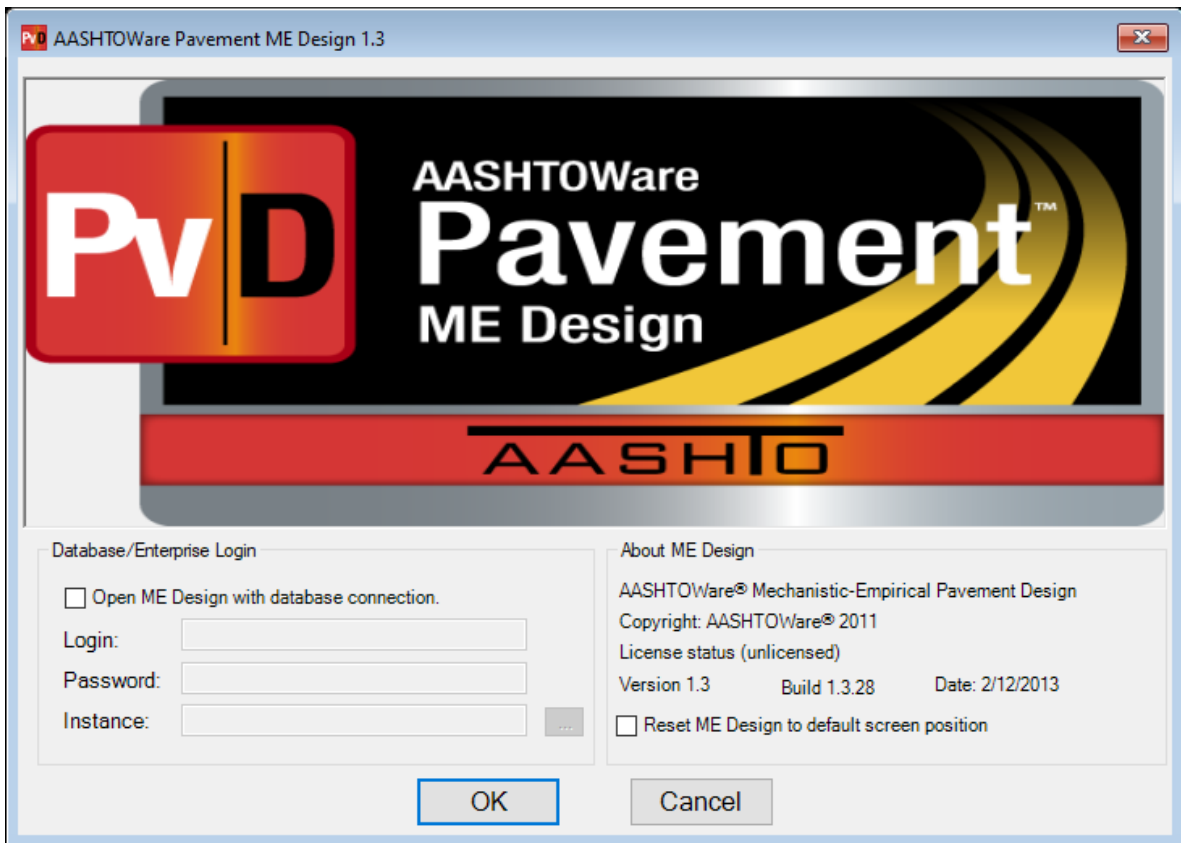 PvD AASHTOWare Pavement ME Design 1.3
PvD
AASHTOWare
Pavement™
ME Design
AASHTO
Database/Enterprise Login
Open ME Design with database connection.
Login:
Password:
Instance:
...
About ME Design
AASHTOWare® Mechanistic-Empirical Pavement Design
Copyright: AASHTOWare® 2011
License status (unlicensed)
Version 1.3 Build 1.3.28 Date: 2/12/2013
Reset ME Design to default screen position
OK Cancel